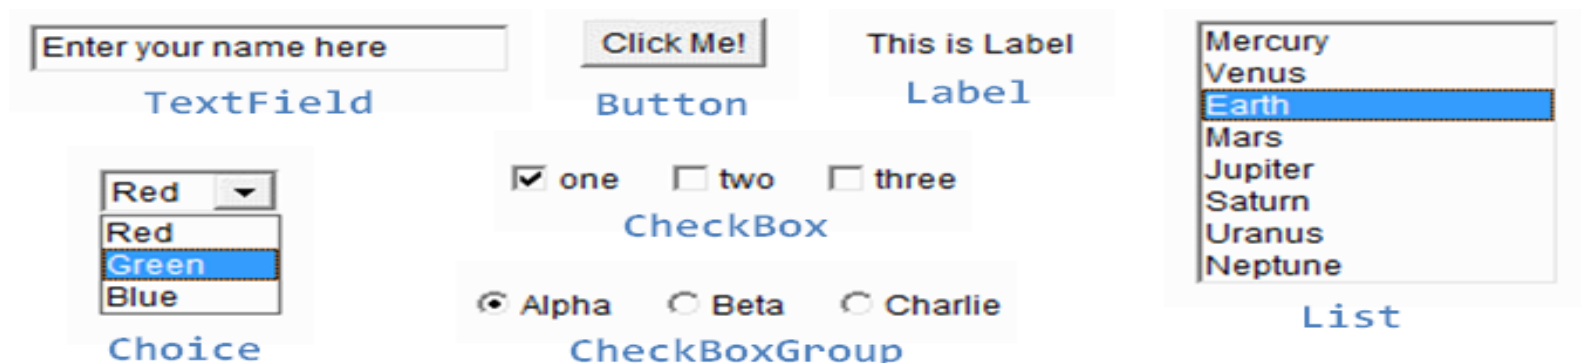 Enter your name here
TextField
Click Me!
Button
This is Label
Label
Mercury
Venus
Earth
Mars
Jupiter
Saturn
Uranus
Neptune
List
Red
Red
Green
Blue
Choice
one two three
CheckBox
Alpha Beta Charlie
CheckBoxGroup